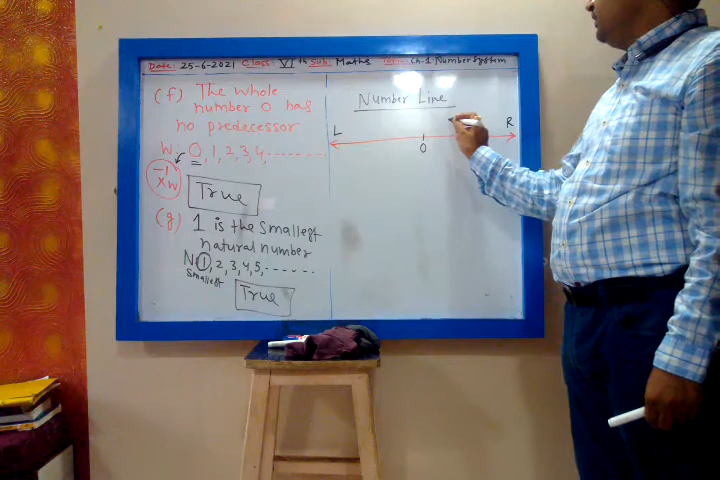 Date: 25-6-2021 Class: VIth Sub: Maths Topic: Ch-1 Number System
(f) The whole
number 0 has
no predecessor
W: 0, 1, 2, 3, 4, -------
-1
XW
True
(g) 1 is the smallest
natural number
N: 1, 2, 3, 4, 5, ------
Smallest
True
Number Line
L
R
0